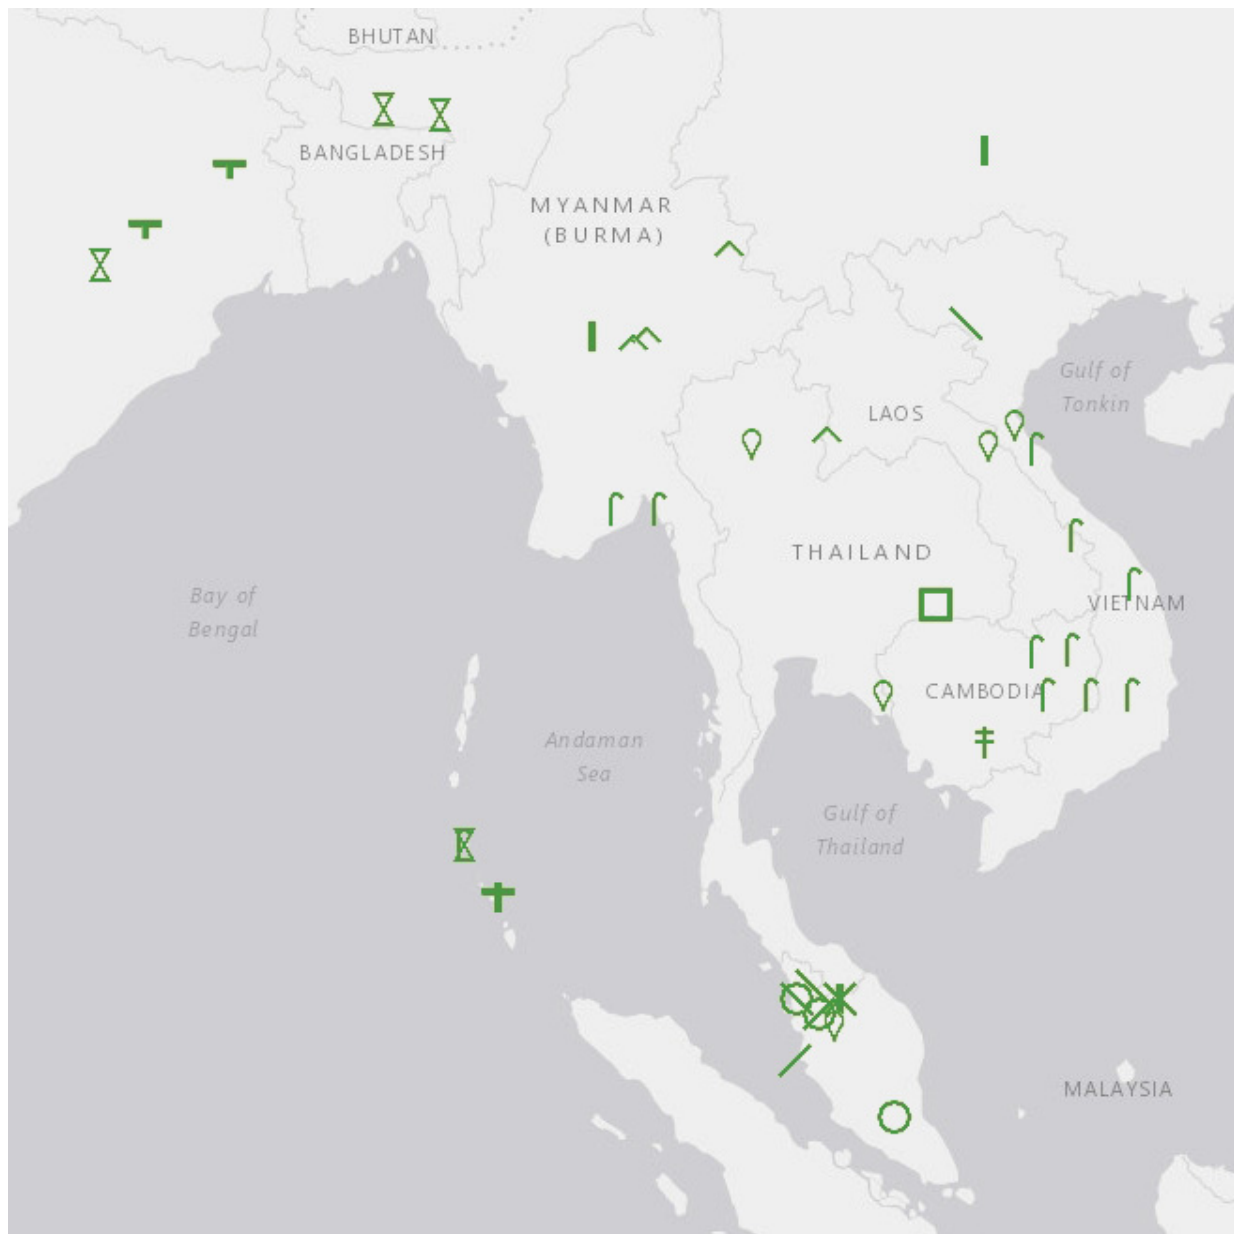 BHUTAN
BANGLADESH
MYANMAR
(BURMA)
Gulf of
Tonkin
LAOS
THAILAND
Bay of
Bengal
VIETNAM
CAMBODIA
Andaman
Sea
Gulf of
Thailand
MALAYSIA